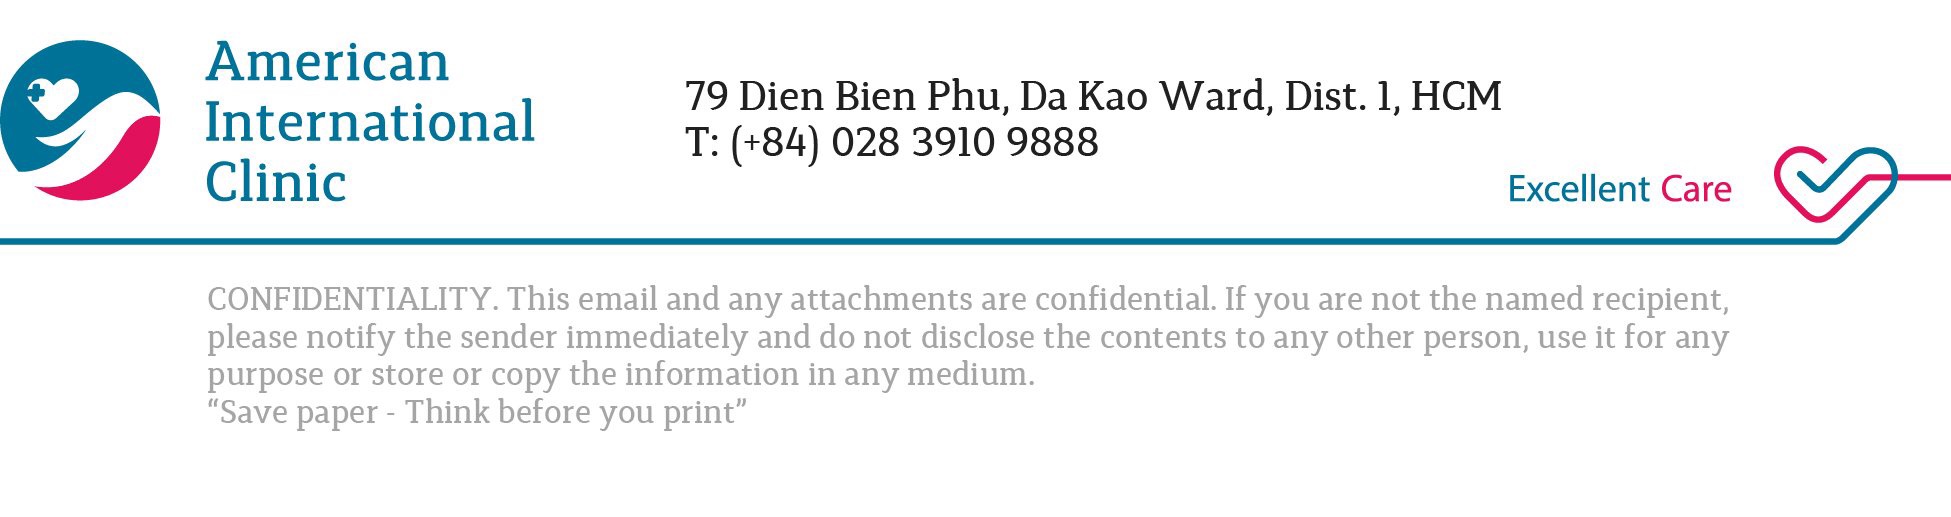 American
International
Clinic
79 Dien Bien Phu, Da Kao Ward, Dist. 1, HCM
T: (+84) 028 3910 9888
Excellent Care
CONFIDENTIALITY. This email and any attachments are confidential. If you are not the named recipient,
please notify the sender immediately and do not disclose the contents to any other person, use it for any
purpose or store or copy the information in any medium.
“Save paper - Think before you print”